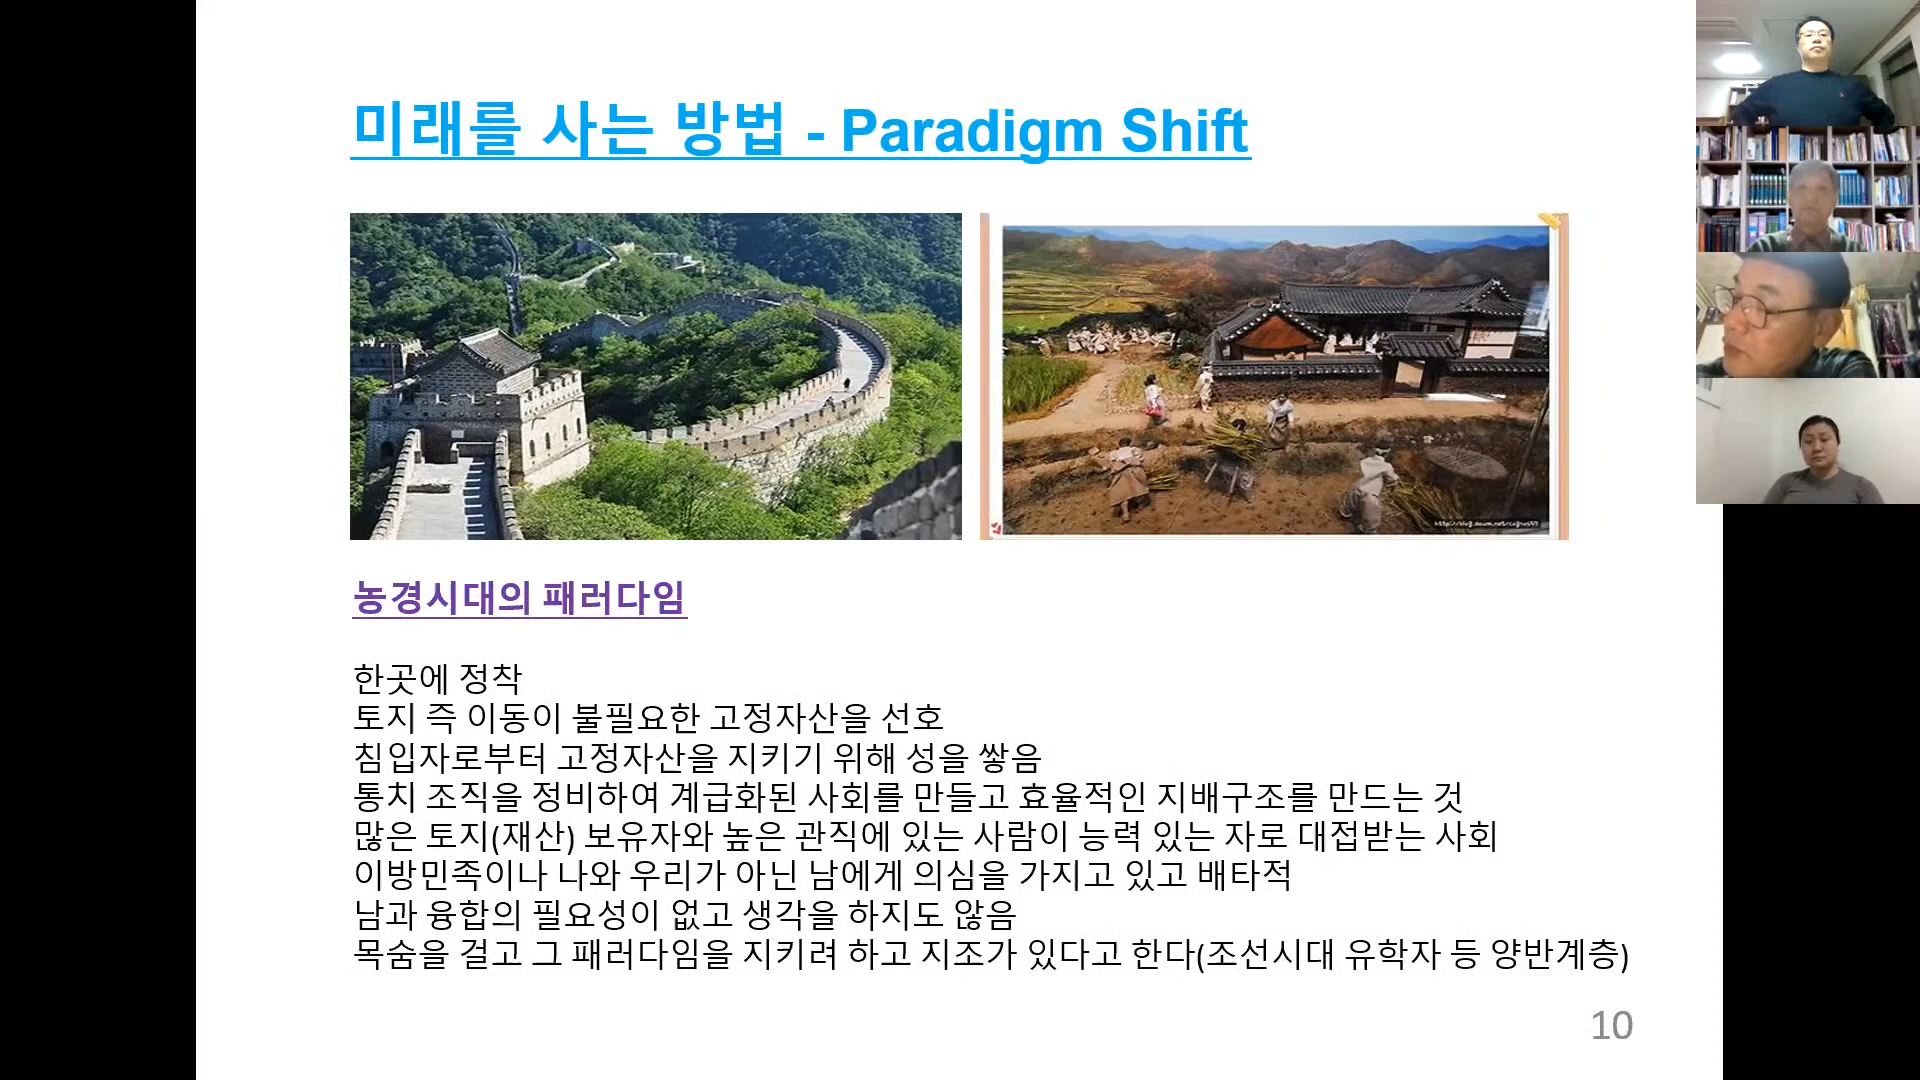 미래를 사는 방법 - Paradigm Shift
http://blog.daum.net/
농경시대의 패러다임
한곳에 정착
토지 즉 이동이 불필요한 고정자산을 선호
침입자로부터 고정자산을 지키기 위해 성을 쌓음
통치 조직을 정비하여 계급화된 사회를 만들고 효율적인 지배구조를 만드는 것
많은 토지(재산) 보유자와 높은 관직에 있는 사람이 능력 있는 자로 대접받는 사회
이방민족이나 나와 우리가 아닌 남에게 의심을 가지고 있고 배타적
남과 융합의 필요성이 없고 생각을 하지도 않음
목숨을 걸고 그 패러다임을 지키려 하고 지조가 있다고 한다(조선시대 유학자 등 양반계층)
10